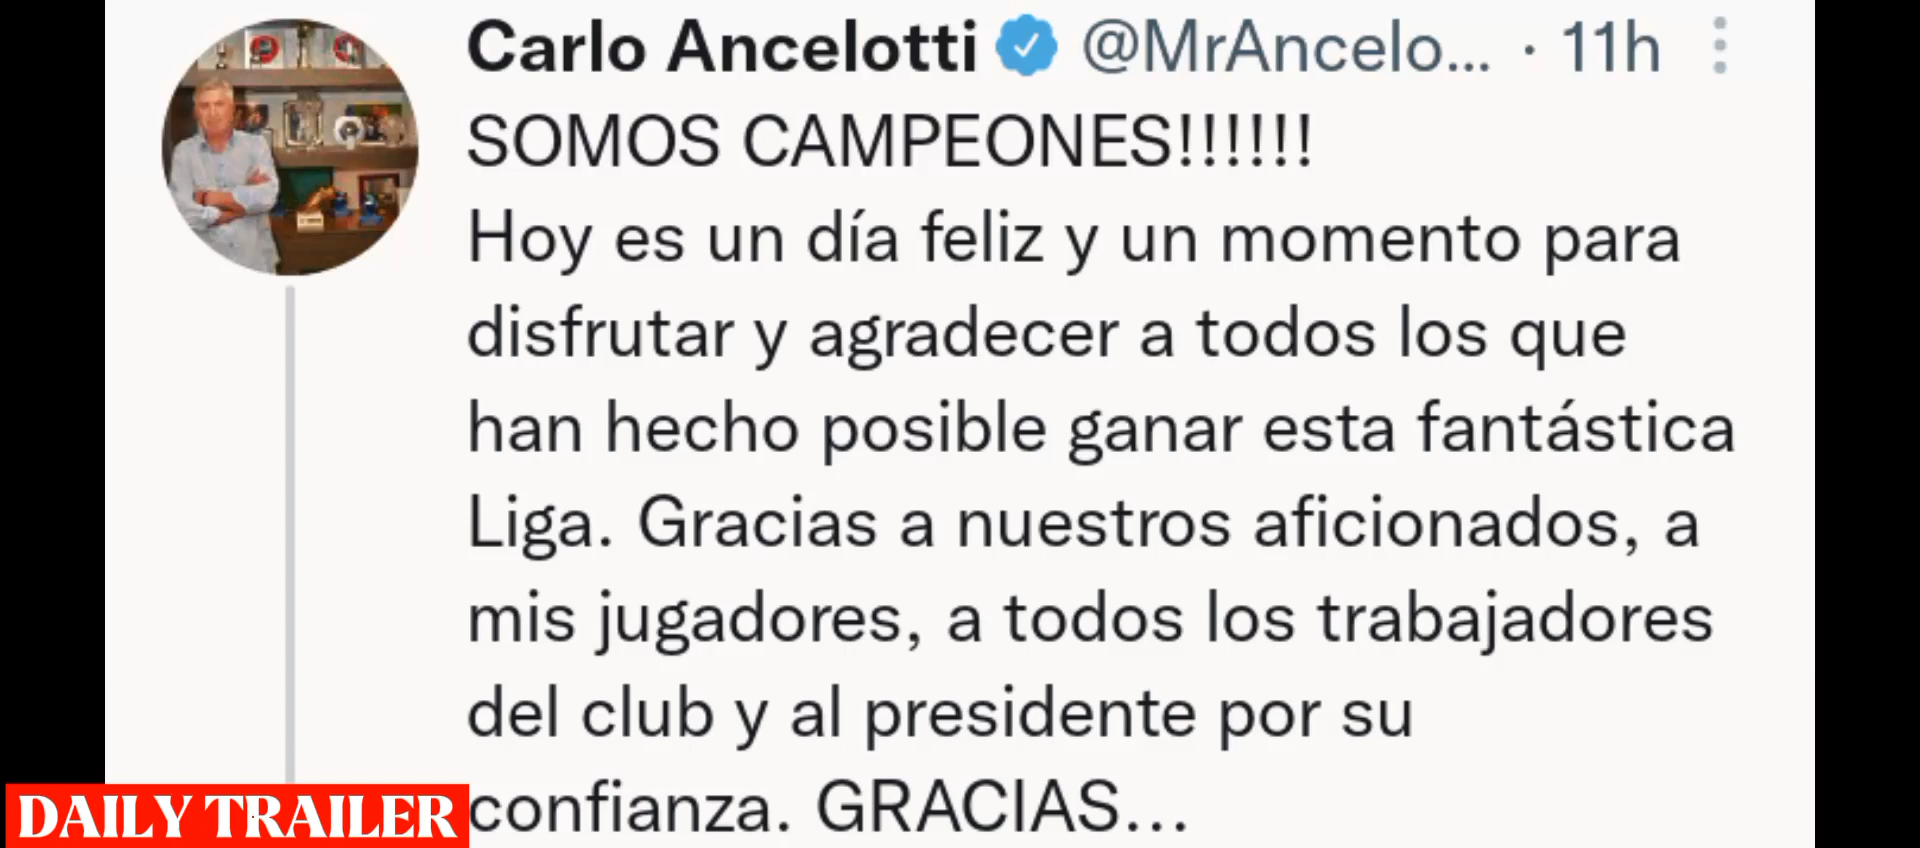 Carlo Ancelotti @MrAncelo... · 11h
SOMOS CAMPEONES!!!!!!
Hoy es un día feliz y un momento para
disfrutar y agradecer a todos los que
han hecho posible ganar esta fantástica
Liga. Gracias a nuestros aficionados, a
mis jugadores, a todos los trabajadores
del club y al presidente por su
confianza. GRACIAS...
DAILY TRAILER